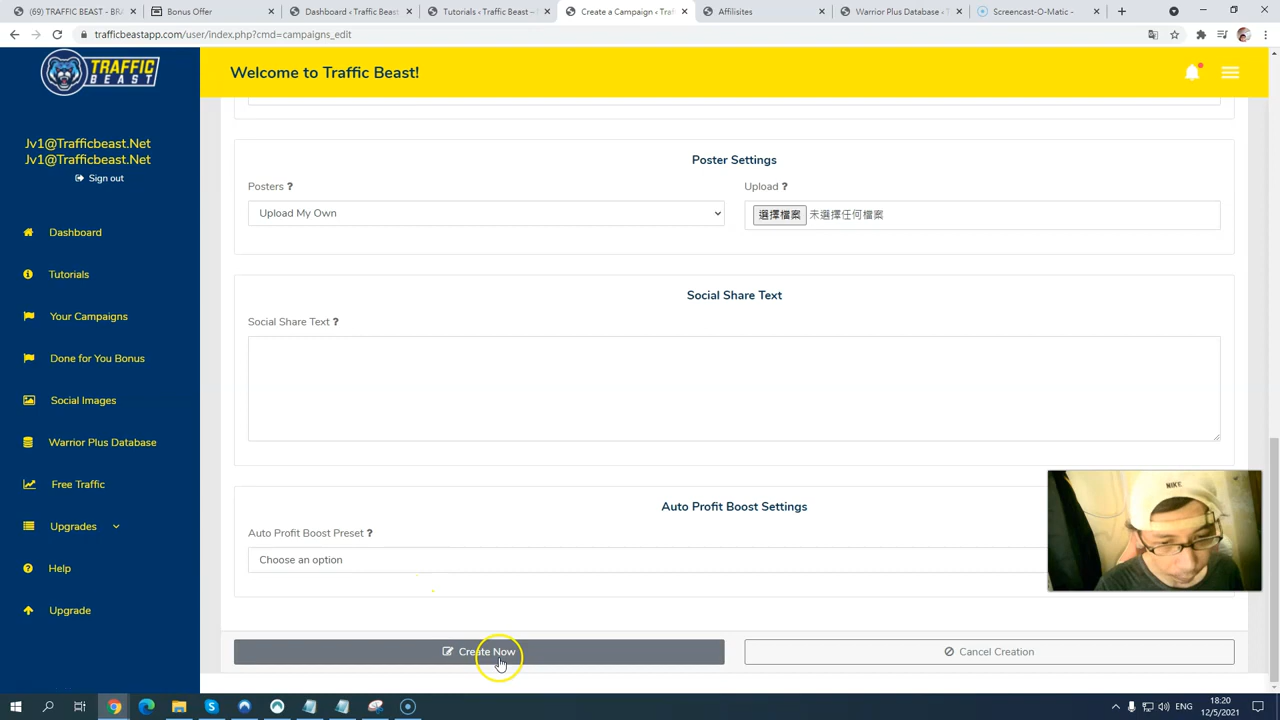 (69) Tutorials < Traffic B
Bonus Offer
Dashboard < Traffic Beast
Tutorials < Traffic Beast
Create a Campaign < Traf
Affilisites
Warrior Plus Database < T
Screencast-O-Matic -
trafficbeastapp.com/user/index.php?cmd=campaigns_edit
TRAFFIC
BEAST
Welcome to Traffic Beast!
Jv1@Trafficbeast.Net
Jv1@Trafficbeast.Net
Sign out
Dashboard
Tutorials
Your Campaigns
Done for You Bonus
Social Images
Warrior Plus Database
Free Traffic
Upgrades
Help
Upgrade
Poster Settings
Posters ?
Upload ?
Upload My Own
選擇檔案 未選擇任何檔案
Social Share Text
Social Share Text ?
Auto Profit Boost Settings
Auto Profit Boost Preset ?
Choose an option
NIKE
Create Now
Cancel Creation
ENG
18:20
12/5/2021